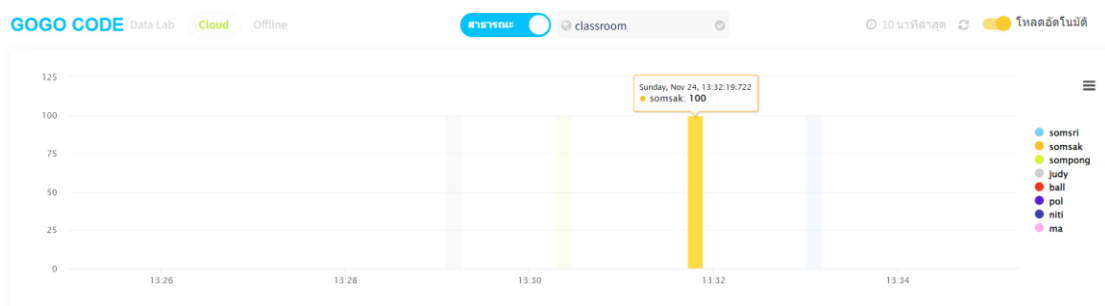 GOGO CODE Data Lab Cloud Offline สาธารณะ classroom 10 นาทีล่าสุด โหลดอัตโนมัติ
125
Sunday, Nov 24, 13:32:19.722
somsak: 100
100
75
50
25
0
13:26 13:28 13:30 13:32 13:34
somsri
somsak
sompong
judy
ball
pol
niti
ma